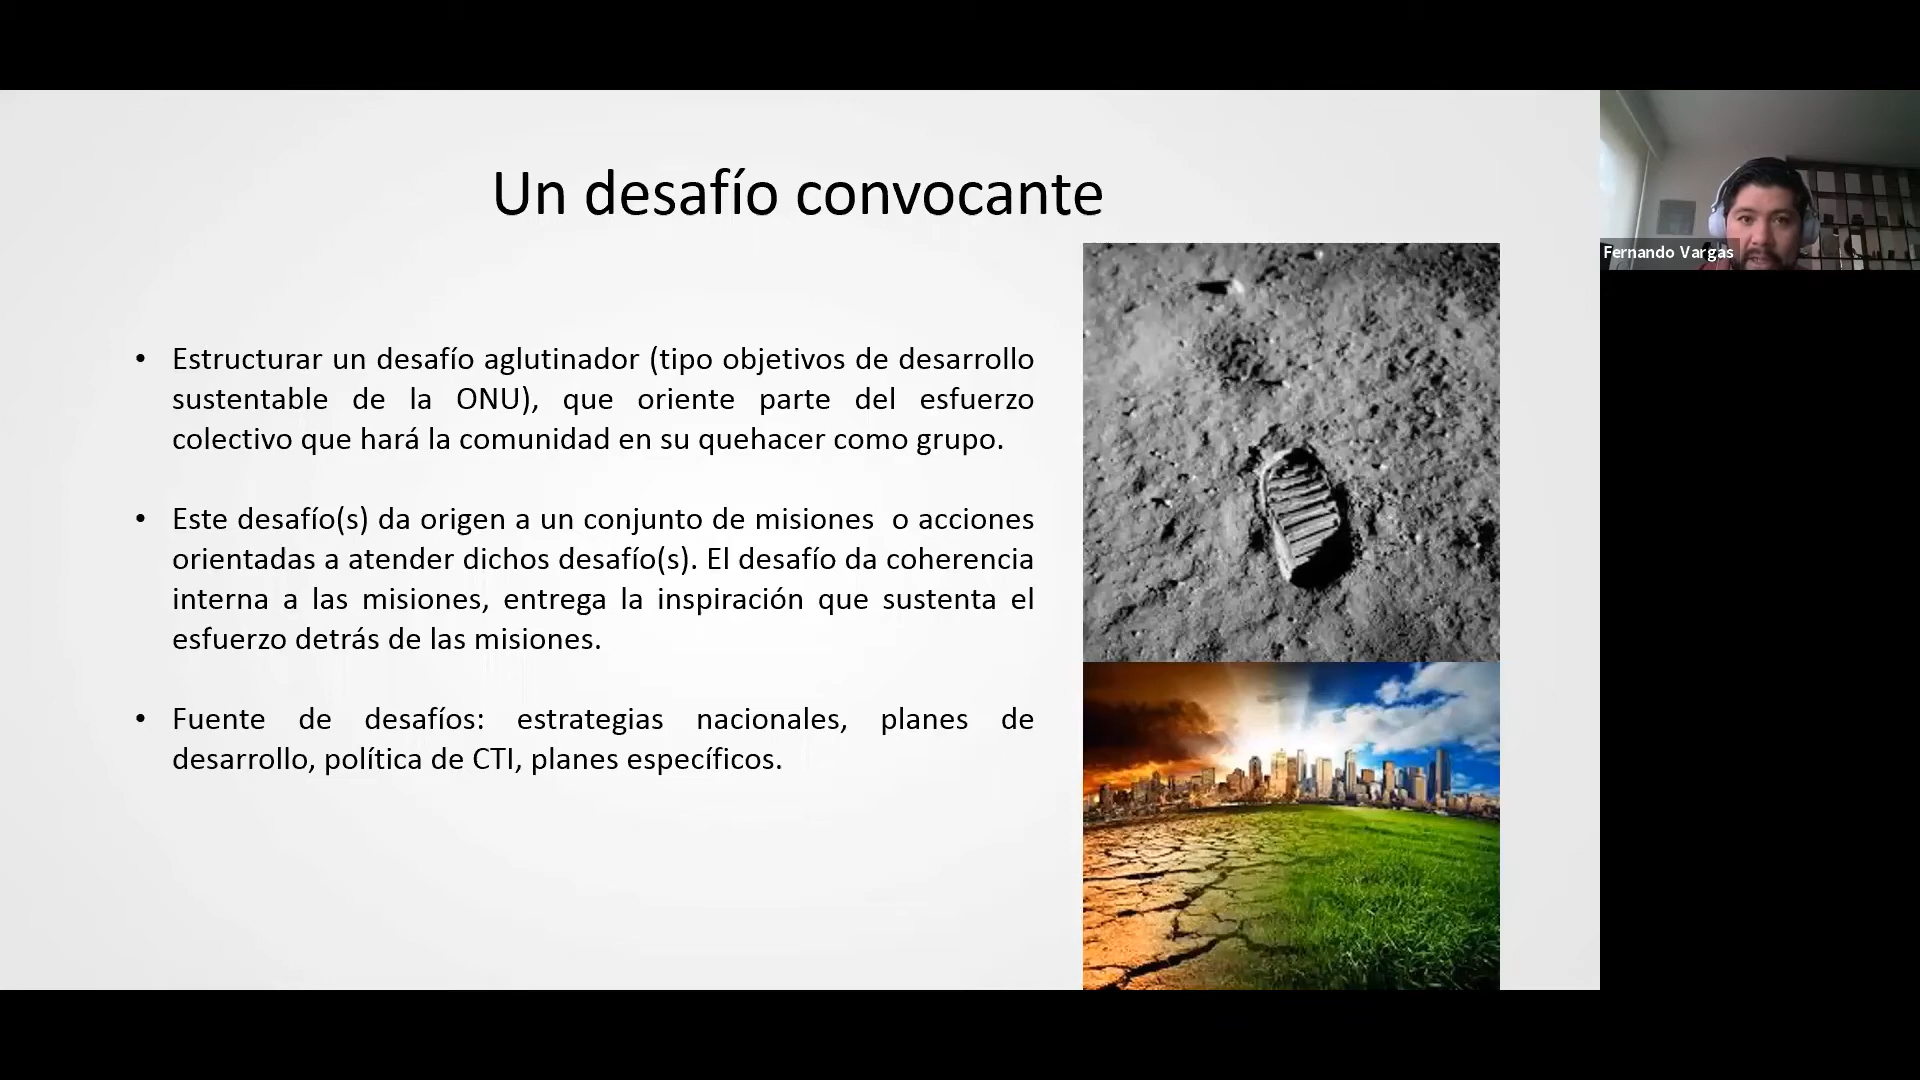 Un desafío convocante
• Estructurar un desafío aglutinador (tipo objetivos de desarrollo
sustentable de la ONU), que oriente parte del esfuerzo
colectivo que hará la comunidad en su quehacer como grupo.
• Este desafío(s) da origen a un conjunto de misiones  o acciones
orientadas a atender dichos desafío(s). El desafío da coherencia
interna a las misiones, entrega la inspiración que sustenta el
esfuerzo detrás de las misiones.
• Fuente de desafíos: estrategias nacionales, planes de
desarrollo, política de CTI, planes específicos.
Fernando Vargas